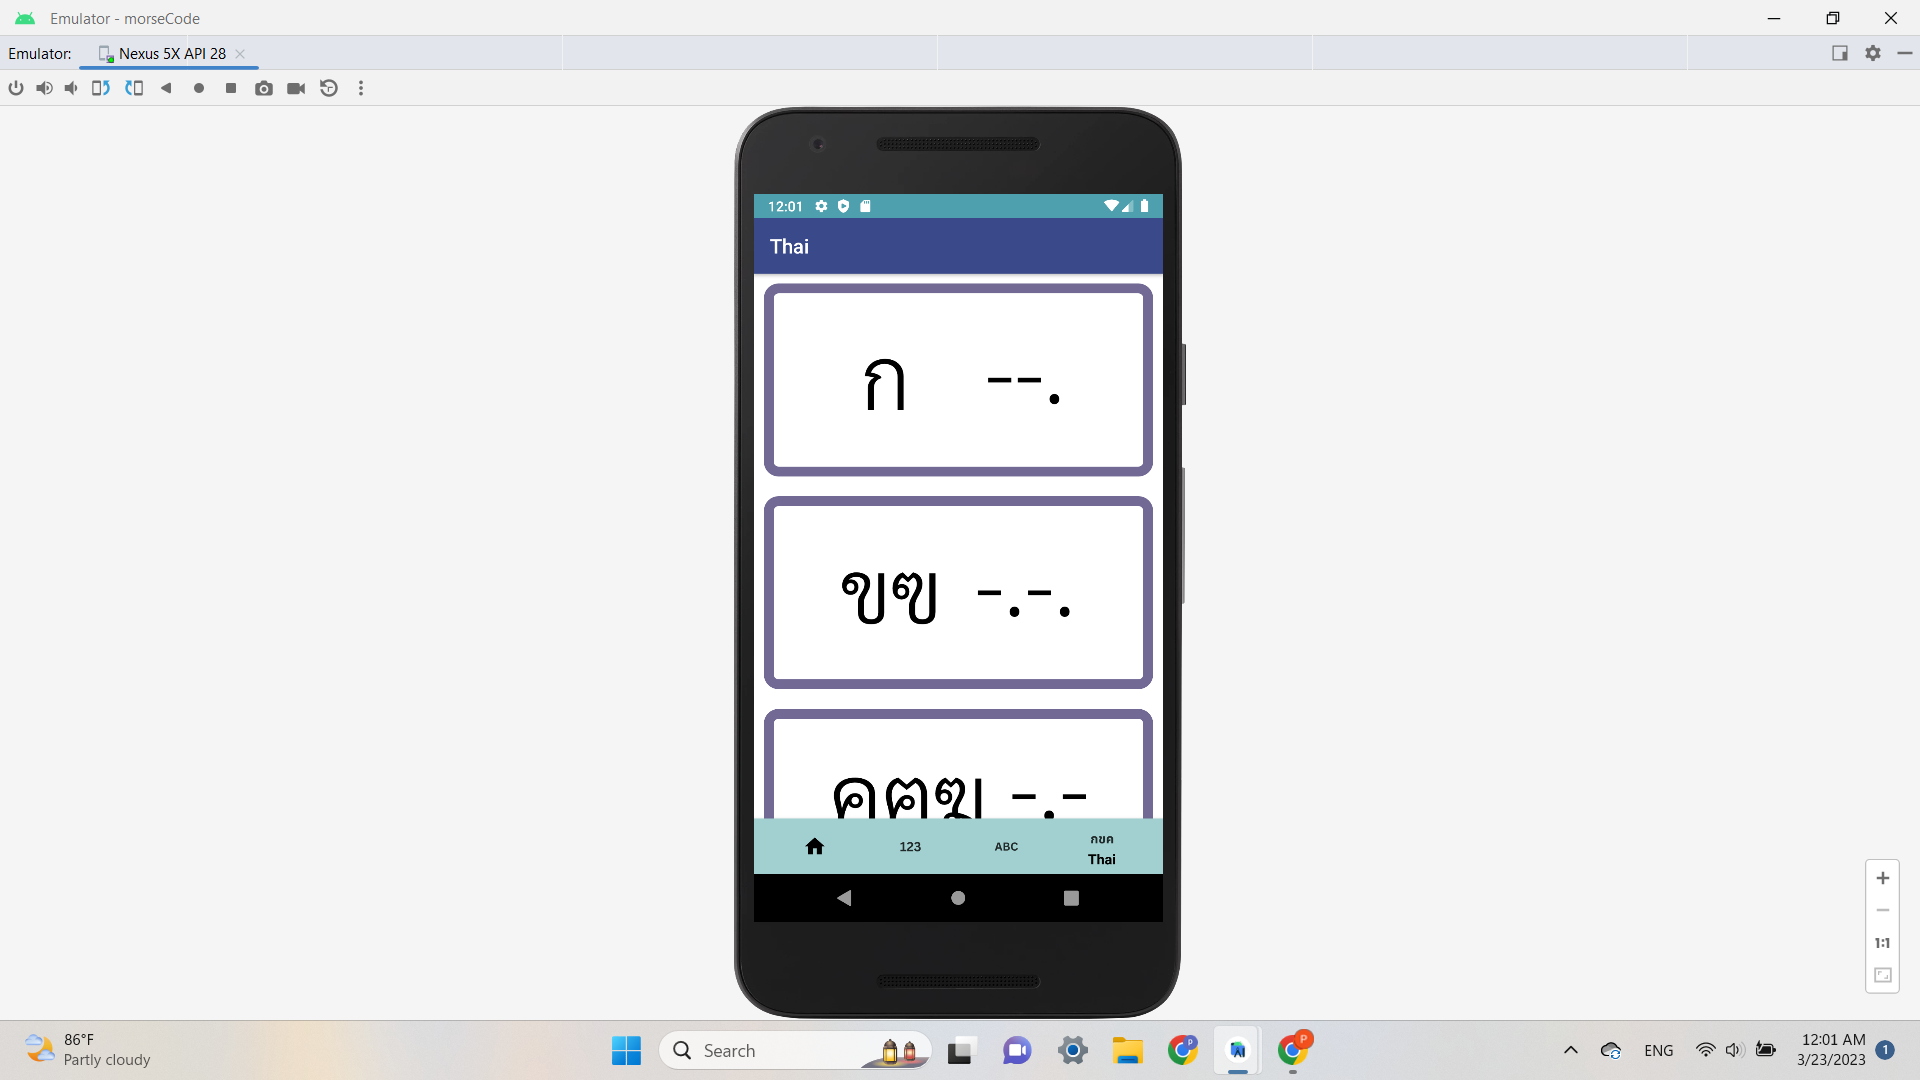 Emulator - morseCode
Emulator: Nexus 5X API 28
12:01
Thai
ก --.
ขฃ -.-.
คฅฆ -.-
123
ABC
กขค
Thai
1:1
86°F
Partly cloudy
Search
ENG
12:01 AM
3/23/2023
1